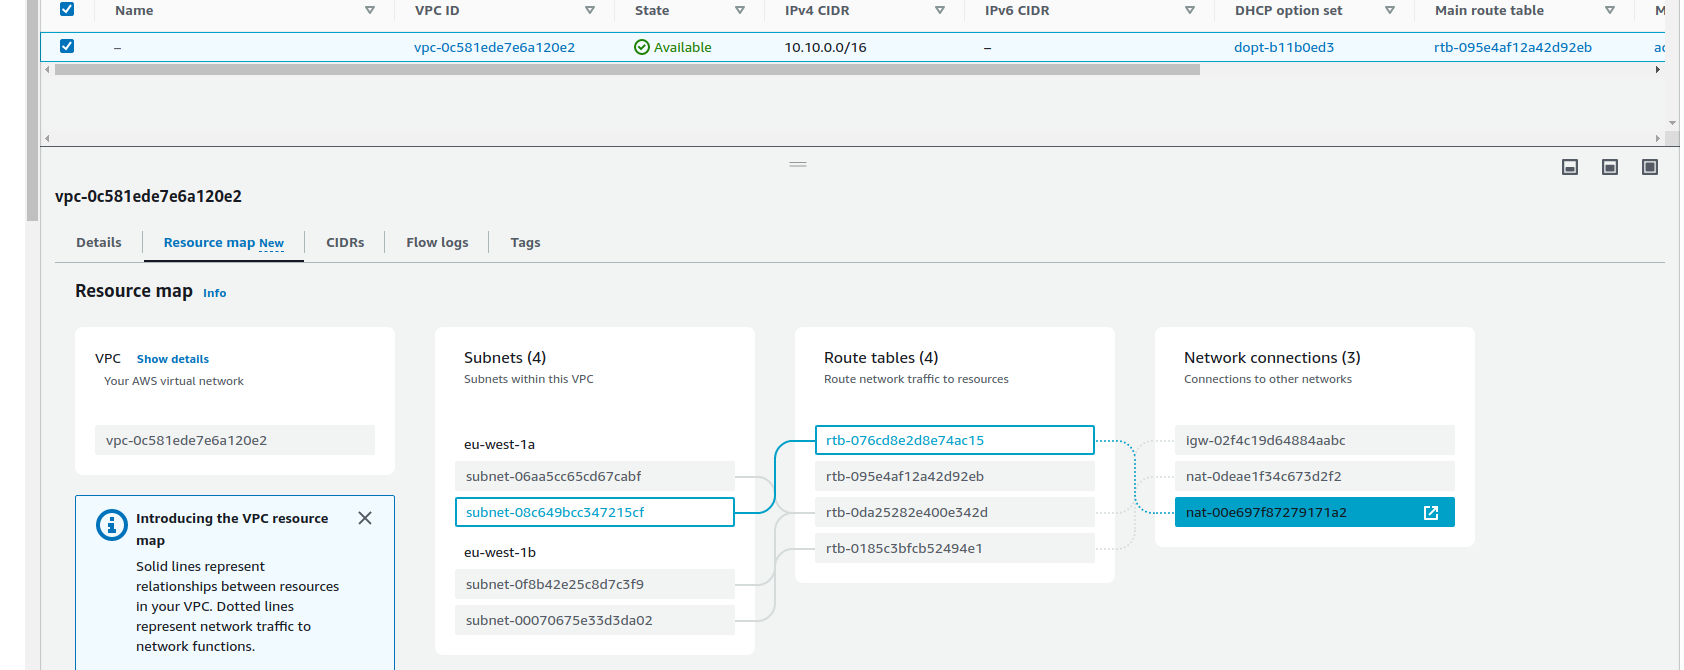 Name VPC ID State IPv4 CIDR IPv6 CIDR DHCP option set Main route table M
– vpc-0c581ede7e6a120e2 Available 10.10.0.0/16 – dopt-b11b0ed3 rtb-095e4af12a42d92eb ac
vpc-0c581ede7e6a120e2
Details Resource map New CIDRs Flow logs Tags
Resource map Info
VPC Show details
Your AWS virtual network
vpc-0c581ede7e6a120e2
Introducing the VPC resource
map
Solid lines represent
relationships between resources
in your VPC. Dotted lines
represent network traffic to
network functions.
Subnets (4)
Subnets within this VPC
eu-west-1a
subnet-06aa5cc65cd67cabf
subnet-08c649bcc347215cf
eu-west-1b
subnet-0f8b42e25c8d7c3f9
subnet-00070675e33d3da02
Route tables (4)
Route network traffic to resources
rtb-076cd8e2d8e74ac15
rtb-095e4af12a42d92eb
rtb-0da25282e400e342d
rtb-0185c3bfcb52494e1
Network connections (3)
Connections to other networks
igw-02f4c19d64884aabc
nat-0deae1f34c673d2f2
nat-00e697f87279171a2